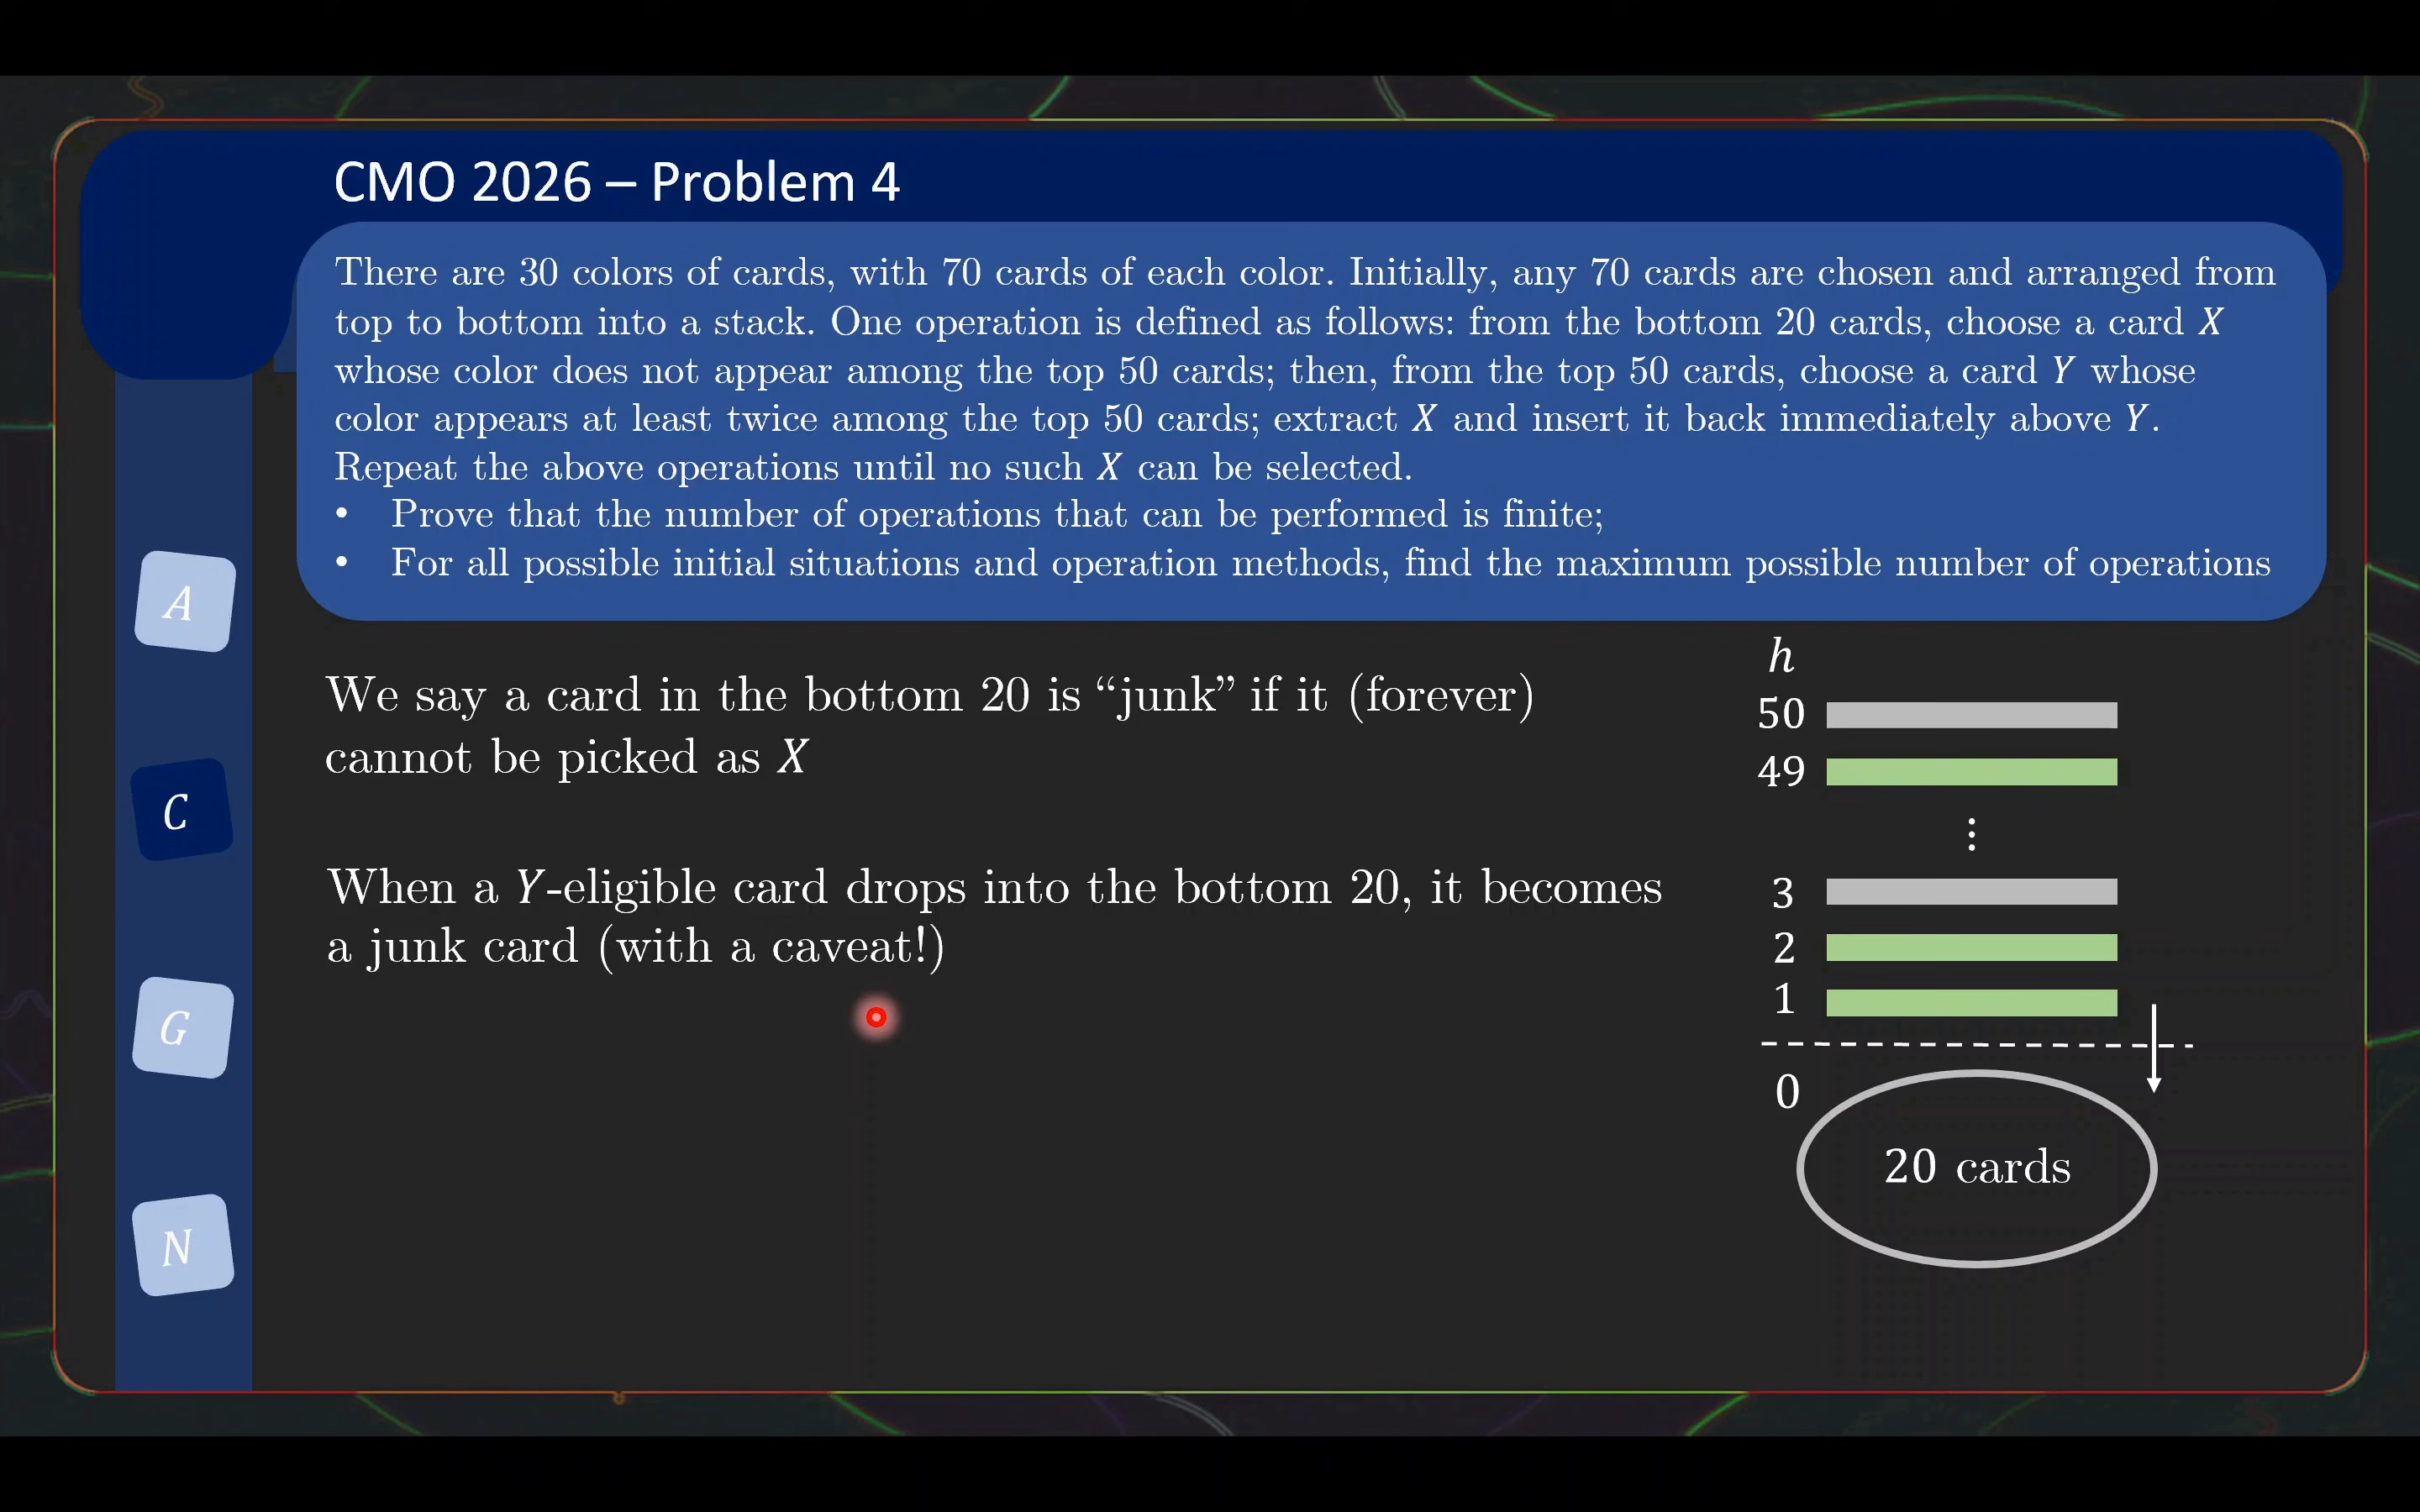 CMO 2026 – Problem 4
There are 30 colors of cards, with 70 cards of each color. Initially, any 70 cards are chosen and arranged from
top to bottom into a stack. One operation is defined as follows: from the bottom 20 cards, choose a card X
whose color does not appear among the top 50 cards; then, from the top 50 cards, choose a card Y whose
color appears at least twice among the top 50 cards; extract X and insert it back immediately above Y.
Repeat the above operations until no such X can be selected.
• Prove that the number of operations that can be performed is finite;
• For all possible initial situations and operation methods, find the maximum possible number of operations
A
C
G
N
We say a card in the bottom 20 is “junk” if it (forever)
cannot be picked as X
When a Y-eligible card drops into the bottom 20, it becomes
a junk card (with a caveat!)
h
50
49
⋮
3
2
1
0
20 cards